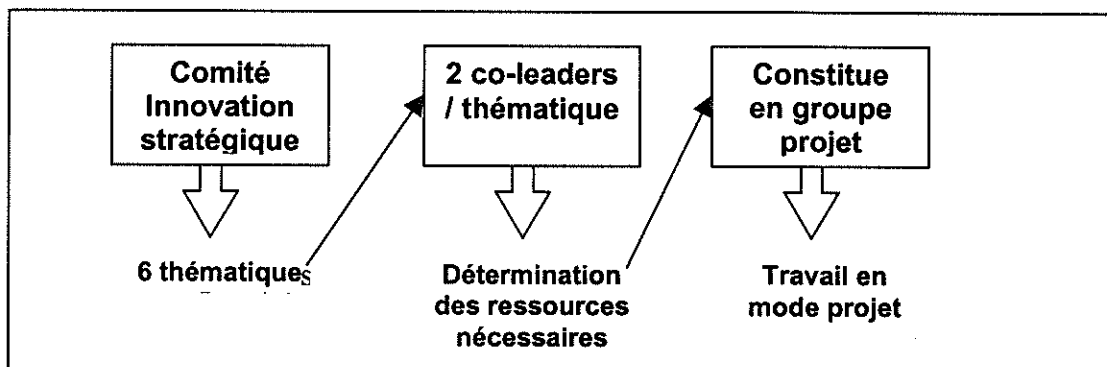 Comité
Innovation
stratégique
2 co-leaders
/ thématique
Constitue
en groupe
projet
6 thématiques
Détermination
des ressources
nécessaires
Travail en
mode projet